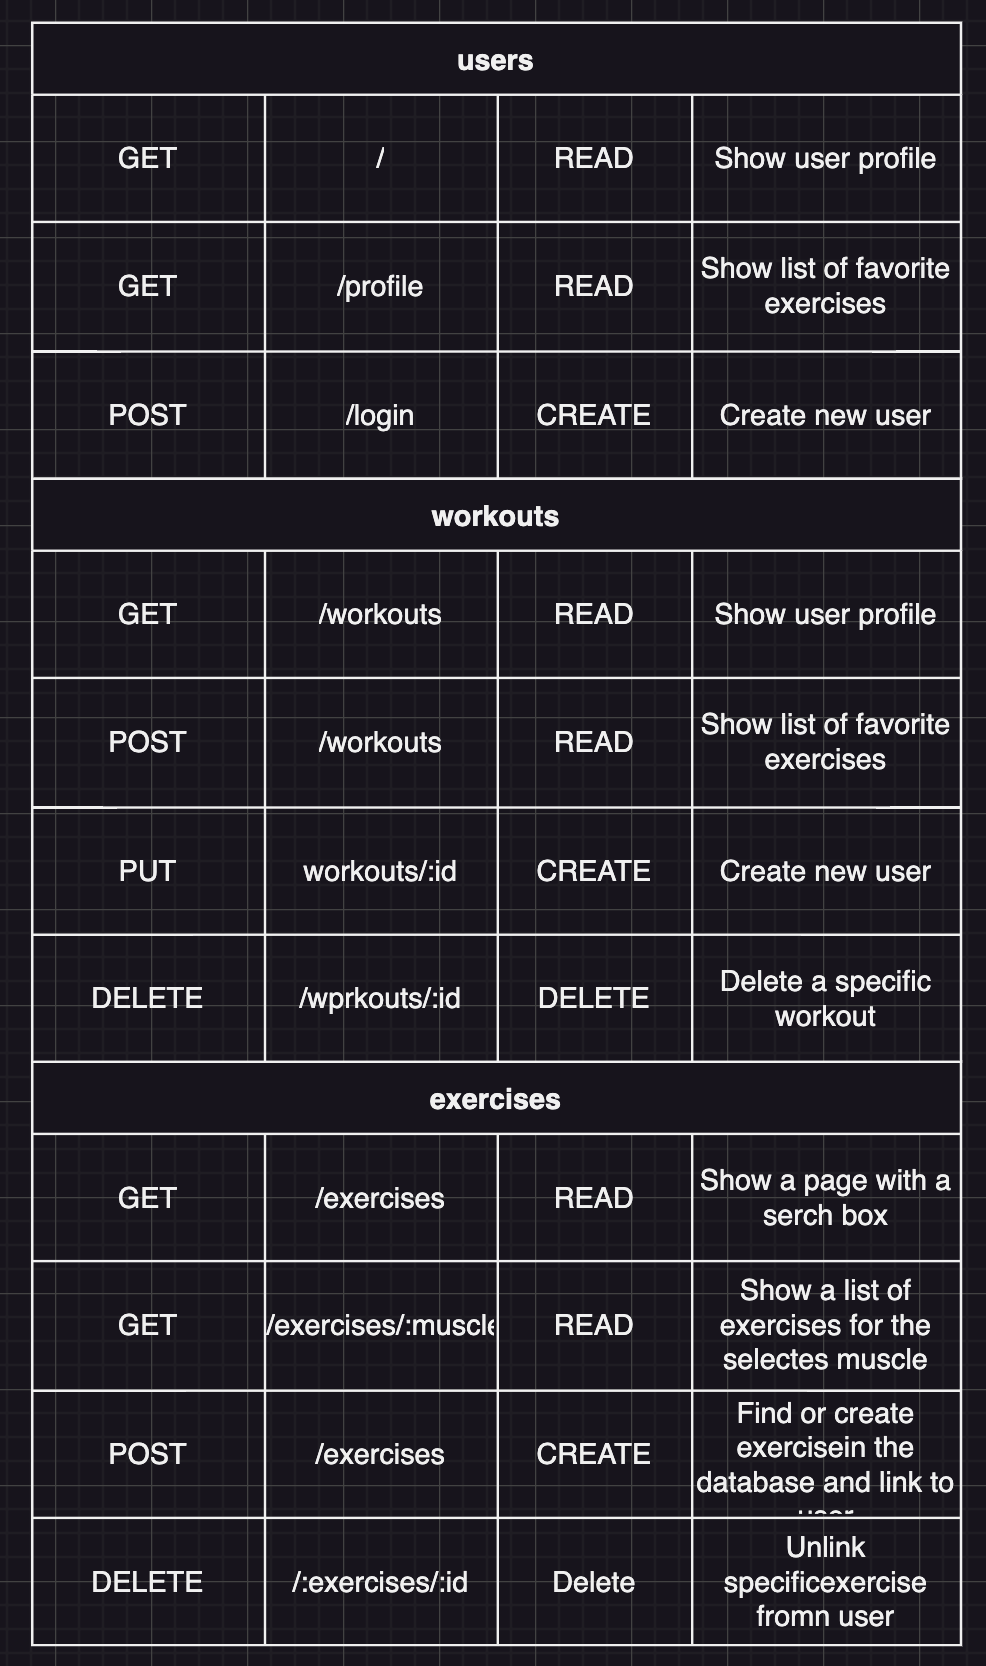 users
GET / READ Show user profile
GET /profile READ Show list of favorite
exercises
POST /login CREATE Create new user
workouts
GET /workouts READ Show user profile
POST /workouts READ Show list of favorite
exercises
PUT workouts/:id CREATE Create new user
DELETE /wprkouts/:id DELETE Delete a specific
workout
exercises
GET /exercises READ Show a page with a
serch box
GET /exercises/:muscle READ Show a list of
exercises for the
selectes muscle
POST /exercises CREATE Find or create
exercisein the
database and link to
user
DELETE /:exercises/:id Delete Unlink
specificexercise
fromn user